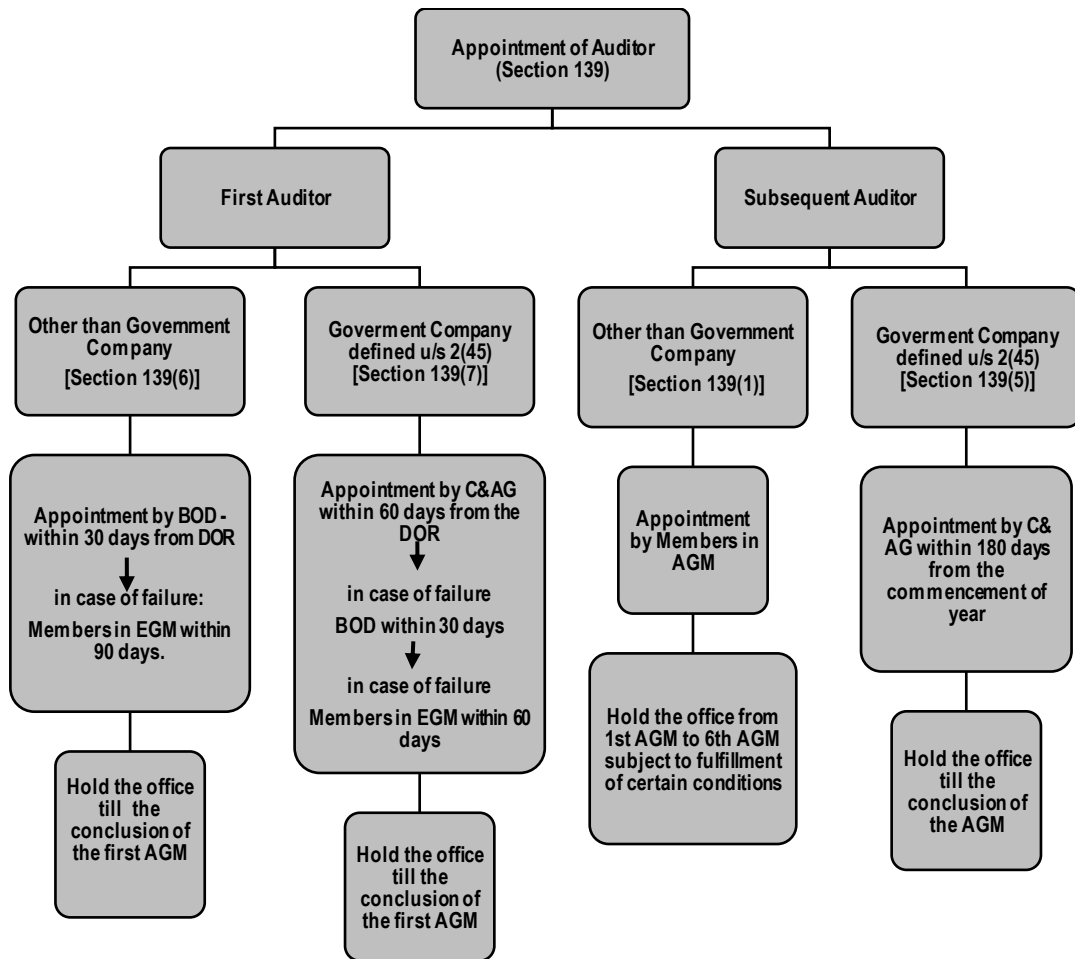 Appointment of Auditor
(Section 139)
First Auditor
Subsequent Auditor
Other than Government
Company
[Section 139(6)]
Goverment Company
defined u/s 2(45)
[Section 139(7)]
Other than Government
Company
[Section 139(1)]
Goverment Company
defined u/s 2(45)
[Section 139(5)]
Appointment by BOD -
within 30 days from DOR
in case of failure:
Members in EGM within
90 days.
Appointment by C&AG
within 60 days from the
DOR
in case of failure
BOD within 30 days
in case of failure
Members in EGM within 60
days
Appointment
by Members in
AGM
Appointment by C&
AG within 180 days
from the
commencement of
year
Hold the office
till the
conclusion of
the first AGM
Hold the office
till the
conclusion of
the first AGM
Hold the office from
1st AGM to 6th AGM
subject to fulfillment
of certain conditions
Hold the office
till the
conclusion of
the AGM